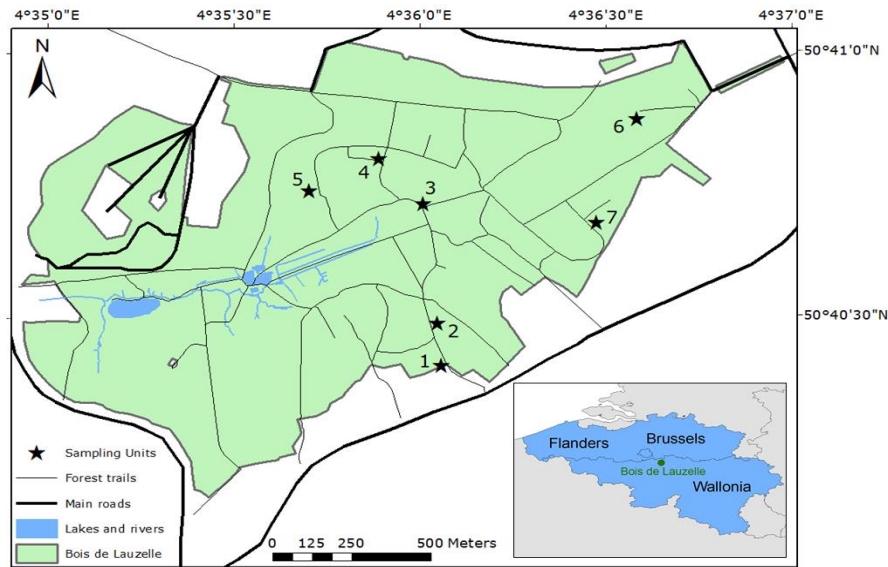 4°35'0"E 4°35'30"E 4°36'0"E 4°36'30"E 4°37'0"E
N
50°41'0"N
6
4
5
3
7
50°40'30"N
2
1
Sampling Units
Forest trails
Main roads
Lakes and rivers
Bois de Lauzelle
0 125 250 500 Meters
Flanders
Brussels
Bois de Lauzelle
Wallonia